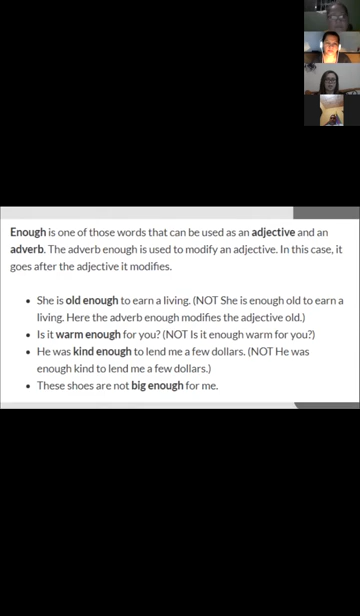 Enough is one of those words that can be used as an adjective and an
adverb. The adverb enough is used to modify an adjective. In this case, it
goes after the adjective it modifies.
• She is old enough to earn a living. (NOT She is enough old to earn a
living. Here the adverb enough modifies the adjective old.)
• Is it warm enough for you? (NOT Is it enough warm for you?)
• He was kind enough to lend me a few dollars. (NOT He was
enough kind to lend me a few dollars.)
• These shoes are not big enough for me.